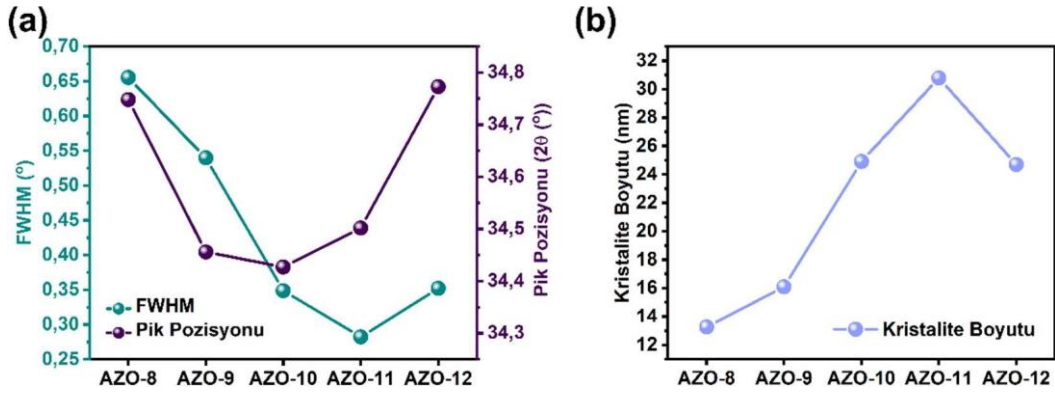 (a)
0,70
0,65
0,60
0,55
0,50
0,45
0,40
0,35
0,30
0,25
FWHM (º)
FWHM
Pik Pozisyonu
34,8
34,7
34,6
34,5
34,4
34,3
Pik Pozisyonu (2θ (º))
AZO-8 AZO-9 AZO-10 AZO-11 AZO-12
(b)
32
30
28
26
24
22
20
18
16
14
12
Kristalite Boyutu (nm)
Kristalite Boyutu
AZO-8 AZO-9 AZO-10 AZO-11 AZO-12